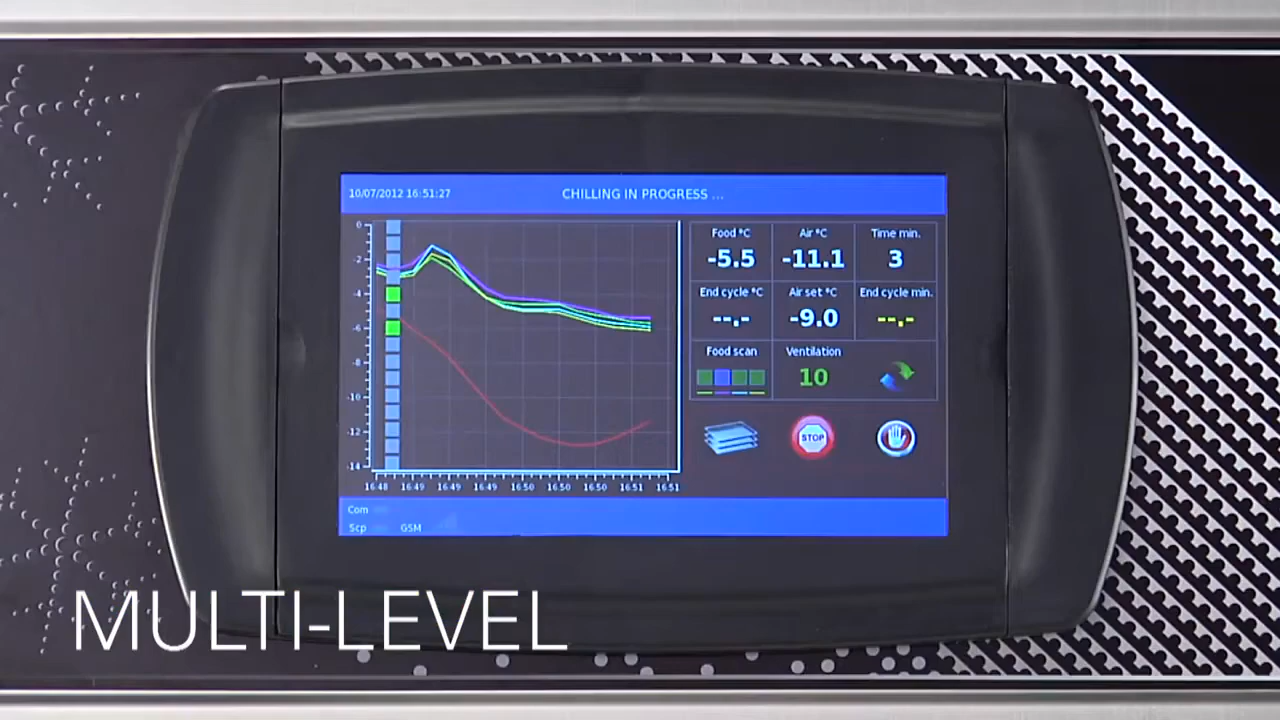 10/07/2012 16:51:27
CHILLING IN PROGRESS ...
0
-2
-4
-6
-8
-10
-12
-14
16:48 16:49 16:49 16:49 16:50 16:50 16:50 16:51 16:51
Food °C Air °C Time min.
-5.5 -11.1 3
End cycle °C Air set °C End cycle min.
--.- -9.0 --.-
Food scan Ventilation
10
STOP
Com
Scp GSM
MULTI-LEVEL